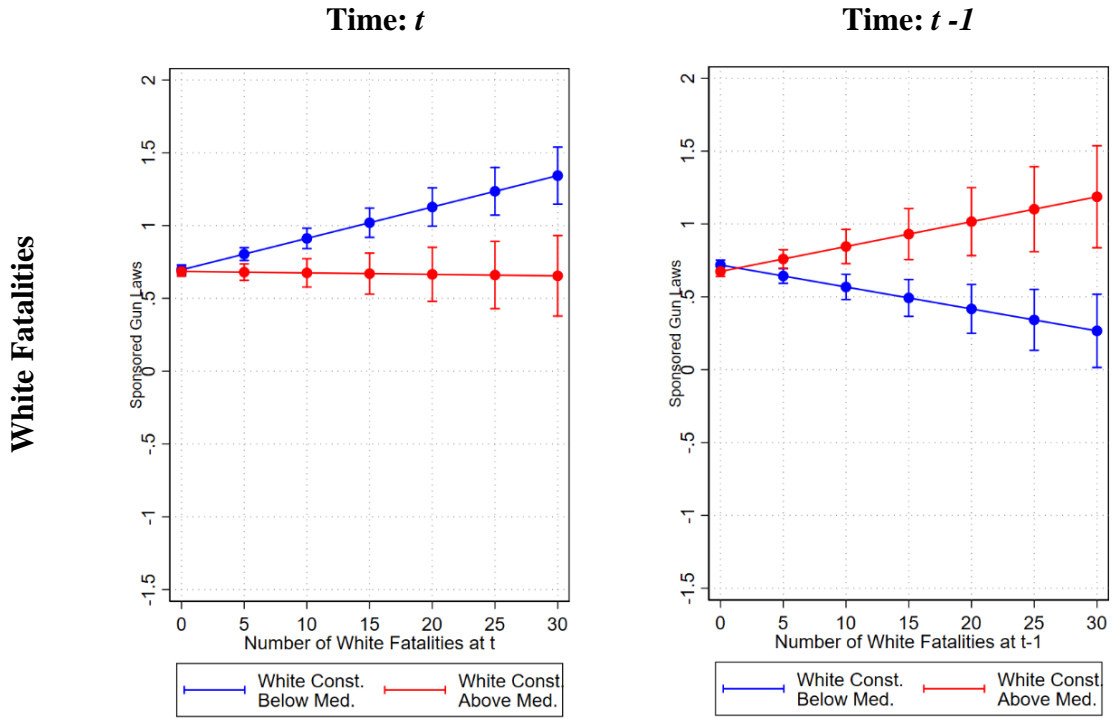 Time: t
Time: t -1
White Fatalities
Sponsored Gun Laws
2
1.5
1
.5
0
-.5
-1
-1.5
0 5 10 15 20 25 30
Number of White Fatalities at t
White Const. Below Med.
White Const. Above Med.
Sponsored Gun Laws
2
1.5
1
.5
0
-.5
-1
-1.5
0 5 10 15 20 25 30
Number of White Fatalities at t-1
White Const. Below Med.
White Const. Above Med.